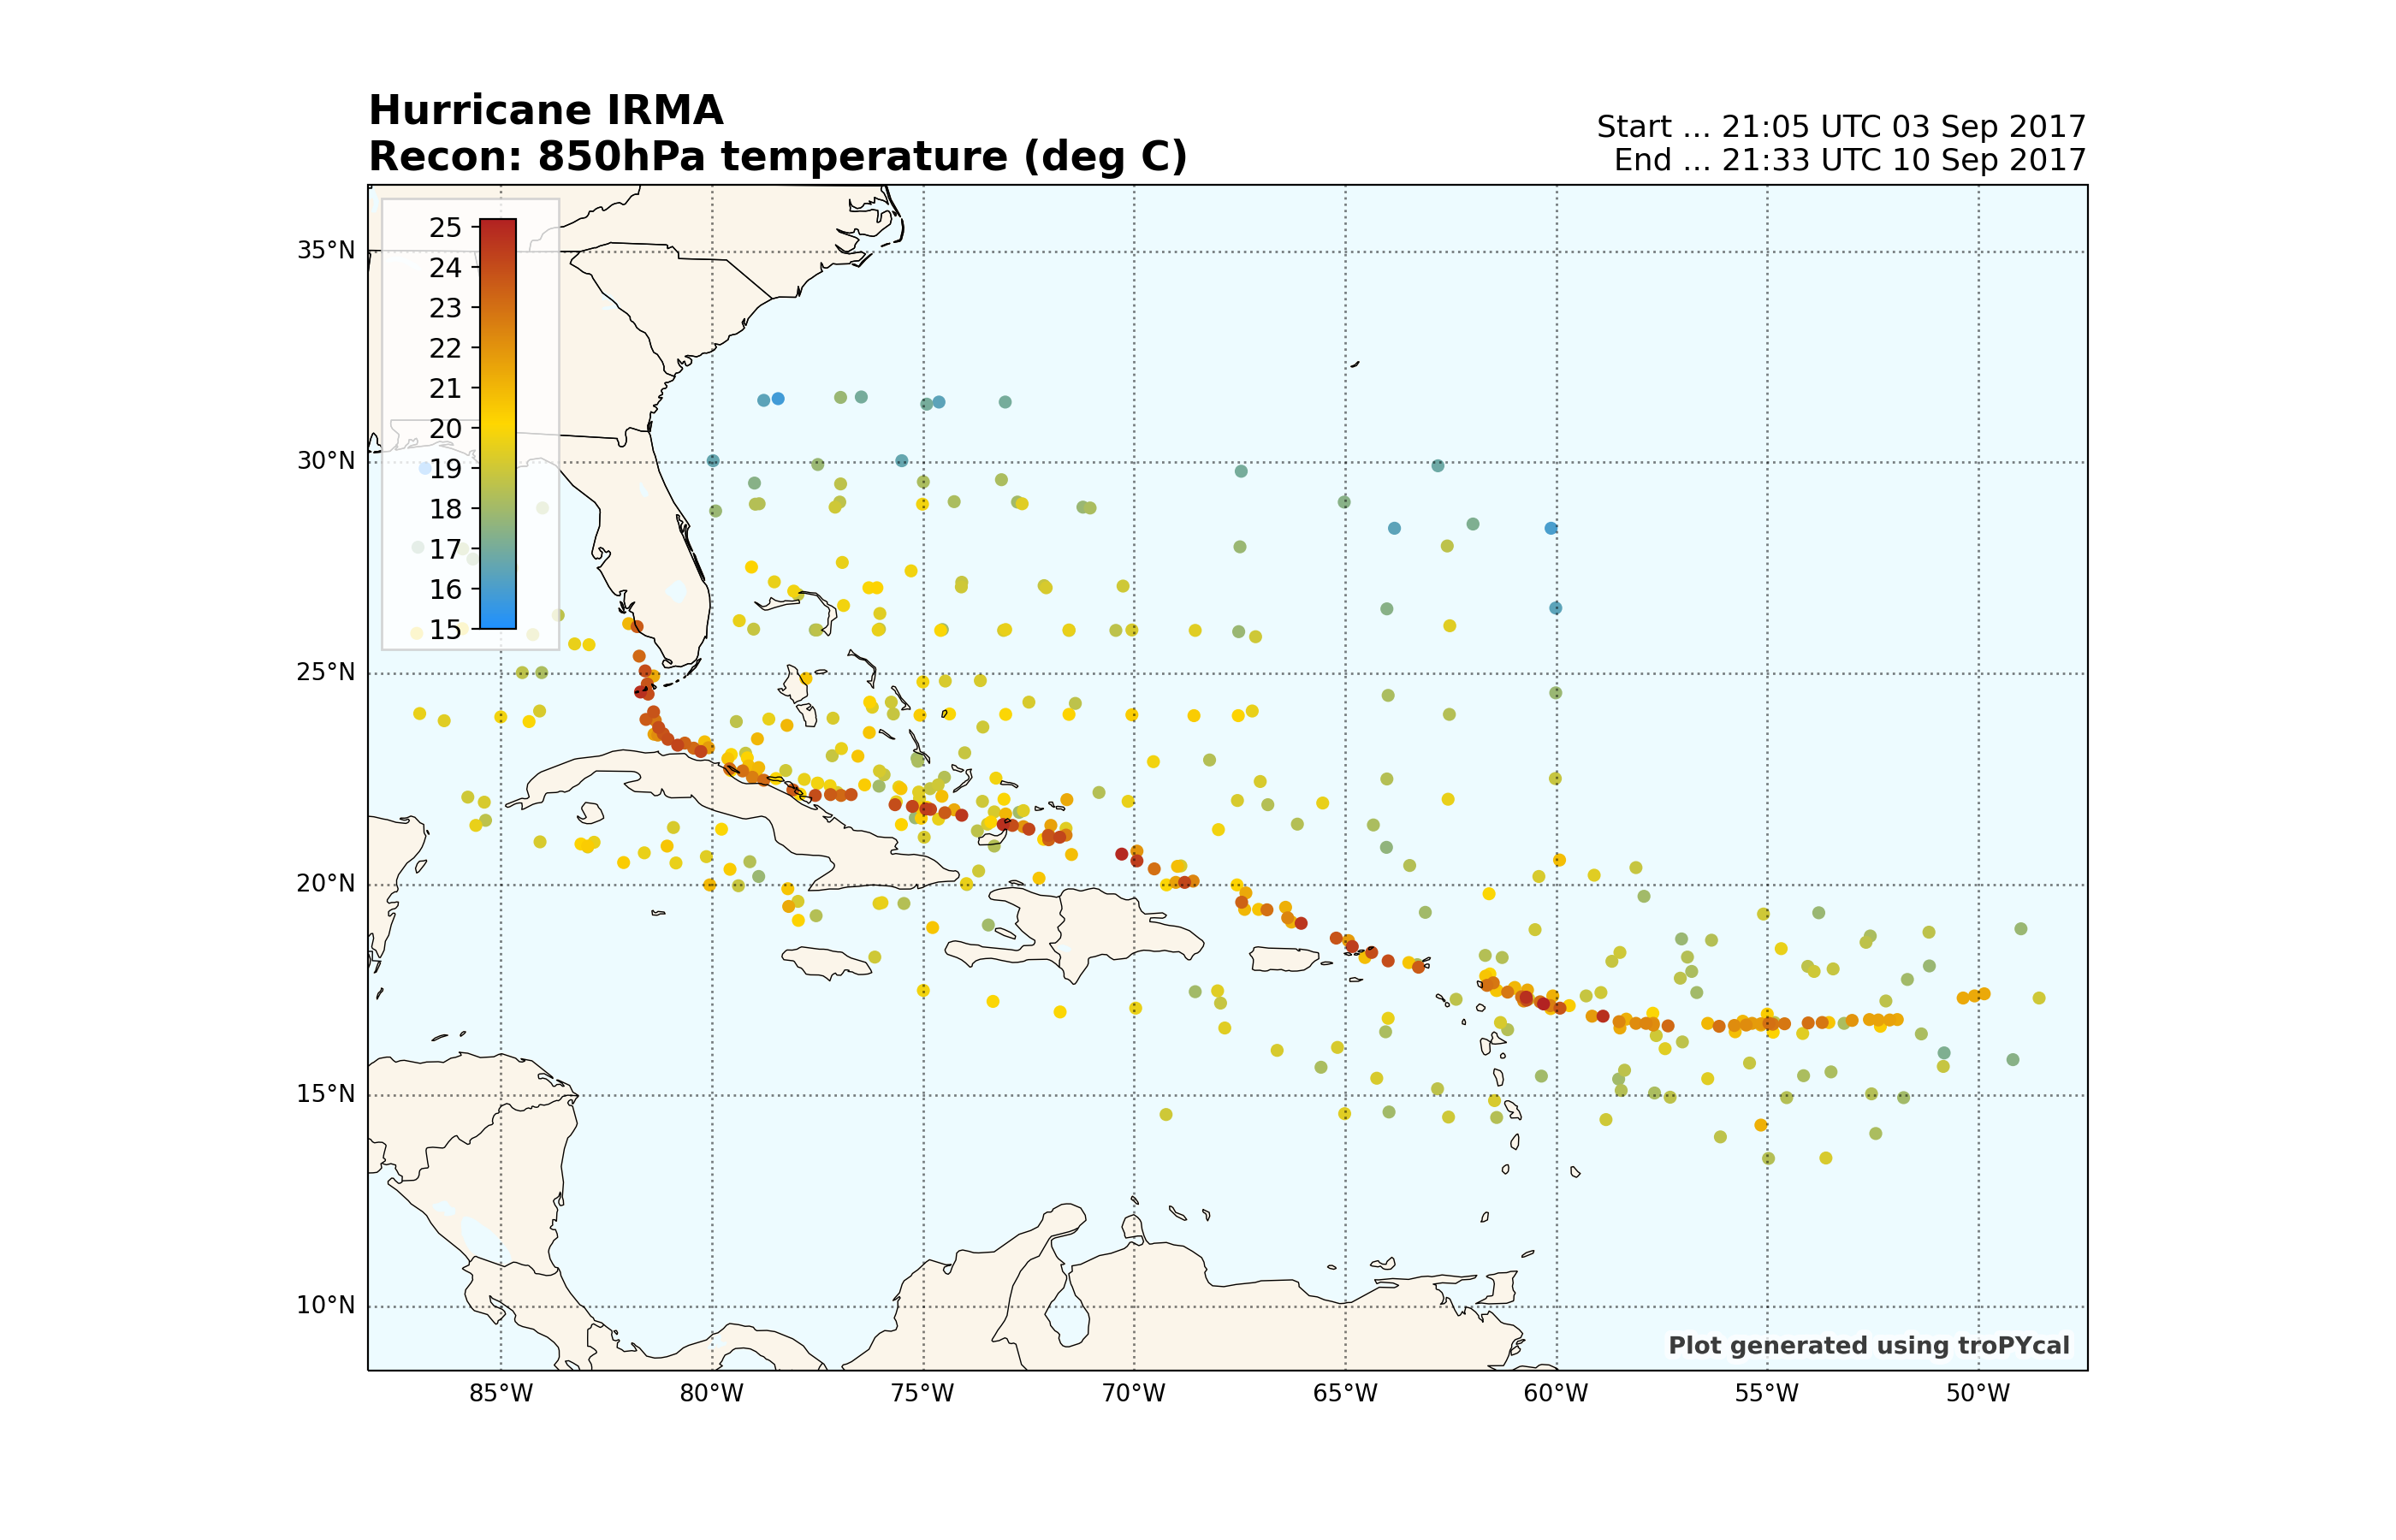 Hurricane IRMA
Recon: 850hPa temperature (deg C)
Start ... 21:05 UTC 03 Sep 2017
End ... 21:33 UTC 10 Sep 2017
25
24
23
22
21
20
19
18
17
16
15
35°N
30°N
25°N
20°N
15°N
10°N
Plot generated using troPYcal
85°W
80°W
75°W
70°W
65°W
60°W
55°W
50°W